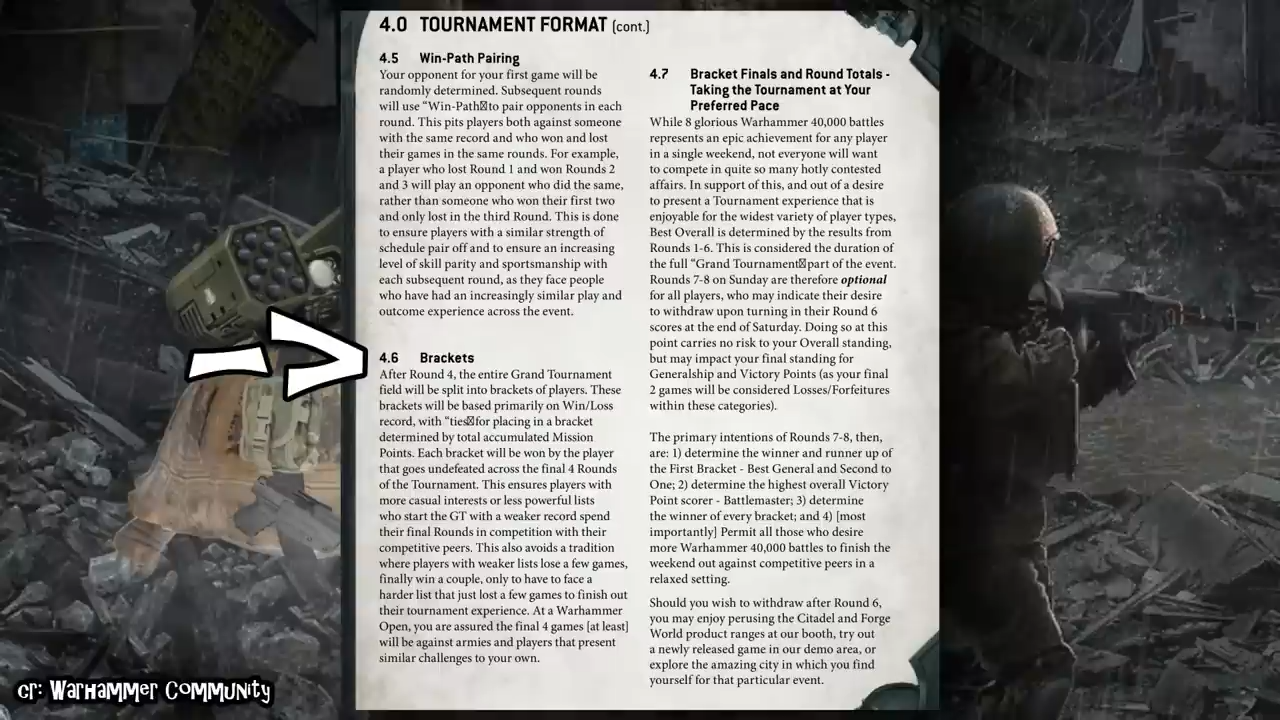 4.0 TOURNAMENT FORMAT (cont.)
4.5 Win-Path Pairing
Your opponent for your first game will be
randomly determined. Subsequent rounds
will use “Win-Path▯to pair opponents in each
round. This pits players both against someone
with the same record and who won and lost
their games in the same rounds. For example,
a player who lost Round 1 and won Rounds 2
and 3 will play an opponent who did the same,
rather than someone who won their first two
and only lost in the third Round. This is done
to ensure players with a similar strength of
schedule pair off and to ensure an increasing
level of skill parity and sportsmanship with
each subsequent round, as they face people
who have had an increasingly similar play and
outcome experience across the event.
4.6 Brackets
After Round 4, the entire Grand Tournament
field will be split into brackets of players. These
brackets will be based primarily on Win/Loss
record, with “ties▯for placing in a bracket
determined by total accumulated Mission
Points. Each bracket will be won by the player
that goes undefeated across the final 4 Rounds
of the Tournament. This ensures players with
more casual interests or less powerful lists
who start the GT with a weaker record spend
their final Rounds in competition with their
competitive peers. This also avoids a tradition
where players with weaker lists lose a few games,
finally win a couple, only to have to face a
harder list that just lost a few games to finish out
their tournament experience. At a Warhammer
Open, you are assured the final 4 games [at least]
will be against armies and players that present
similar challenges to your own.
4.7 Bracket Finals and Round Totals -
Taking the Tournament at Your
Preferred Pace
While 8 glorious Warhammer 40,000 battles
represents an epic achievement for any player
in a single weekend, not everyone will want
to compete in quite so many hotly contested
affairs. In support of this, and out of a desire
to present a Tournament experience that is
enjoyable for the widest variety of player types,
Best Overall is determined by the results from
Rounds 1-6. This is considered the duration of
the full “Grand Tournament▯part of the event.
Rounds 7-8 on Sunday are therefore optional
for all players, who may indicate their desire
to withdraw upon turning in their Round 6
scores at the end of Saturday. Doing so at this
point carries no risk to your Overall standing,
but may impact your final standing for
Generalship and Victory Points (as your final
2 games will be considered Losses/Forfeitures
within these categories).
The primary intentions of Rounds 7-8, then,
are: 1) determine the winner and runner up of
the First Bracket - Best General and Second to
One; 2) determine the highest overall Victory
Point scorer - Battlemaster; 3) determine
the winner of every bracket; and 4) [most
importantly] Permit all those who desire
more Warhammer 40,000 battles to finish the
weekend out against competitive peers in a
relaxed setting.
Should you wish to withdraw after Round 6,
you may enjoy perusing the Citadel and Forge
World product ranges at our booth, try out
a newly released game in our demo area, or
explore the amazing city in which you find
yourself for that particular event.
cr: Warhammer Community